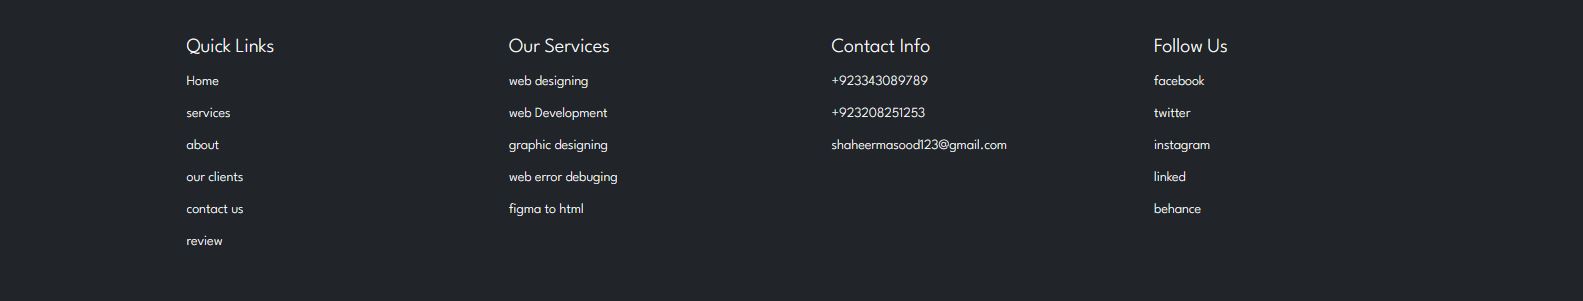 Quick Links
Home
services
about
our clients
contact us
review
Our Services
web designing
web Development
graphic designing
web error debuging
figma to html
Contact Info
+923343089789
+923208251253
shaheermasood123@gmail.com
Follow Us
facebook
twitter
instagram
linked
behance